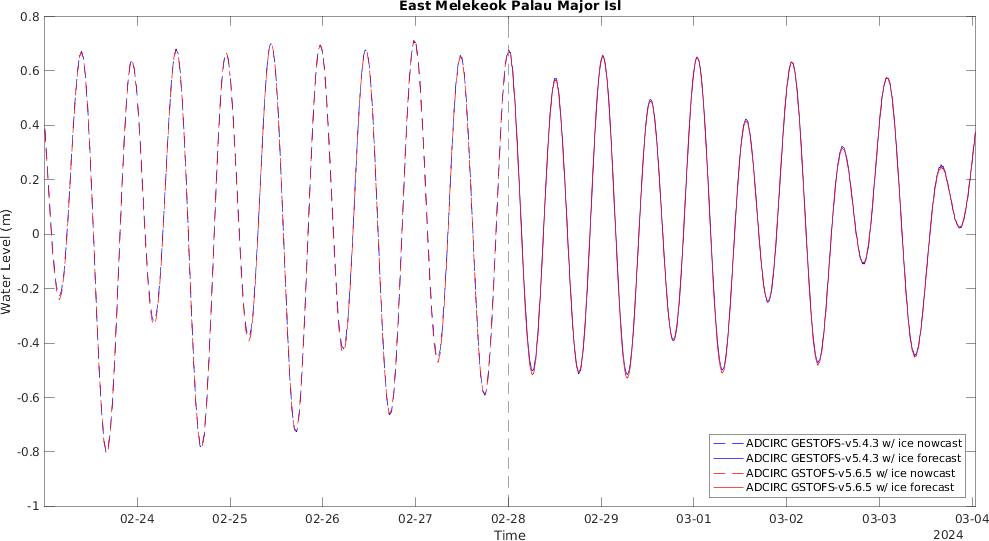 East Melekeok Palau Major Isl
0.8
0.6
0.4
0.2
0
-0.2
-0.4
-0.6
-0.8
-1
Water Level (m)
ADCIRC GESTOFS-v5.4.3 w/ ice nowcast
ADCIRC GESTOFS-v5.4.3 w/ ice forecast
ADCIRC GSTOFS-v5.6.5 w/ ice nowcast
ADCIRC GSTOFS-v5.6.5 w/ ice forecast
02-24 02-25 02-26 02-27 02-28 02-29 03-01 03-02 03-03 03-04
Time
2024